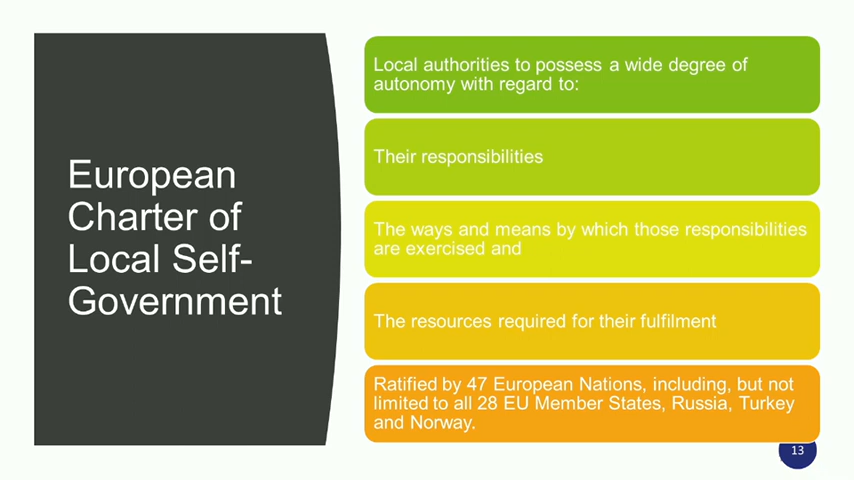 European
Charter of
Local Self-
Government
Local authorities to possess a wide degree of
autonomy with regard to:
Their responsibilities
The ways and means by which those responsibilities
are exercised and
The resources required for their fulfilment
Ratified by 47 European Nations, including, but not
limited to all 28 EU Member States, Russia, Turkey
and Norway.
13